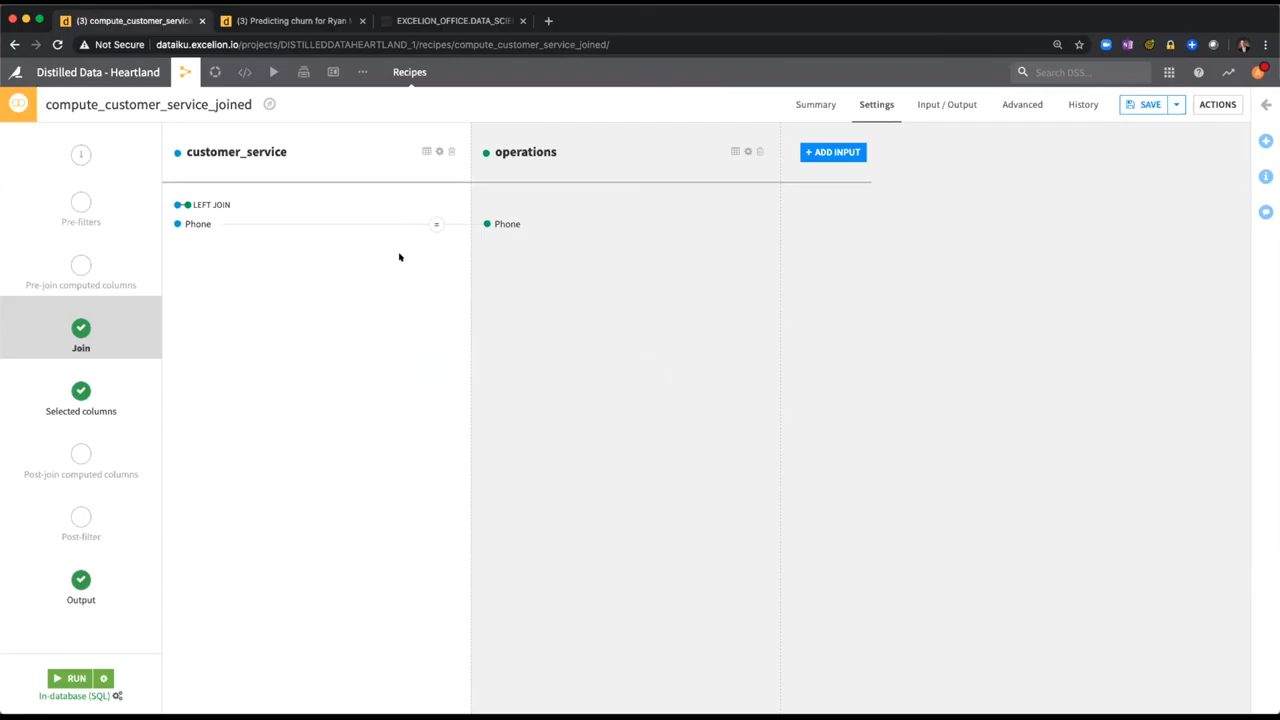 (3) compute_customer_service_
(3) Predicting churn for Ryan
EXCELION_OFFICE.DATA_SCIE
Not Secure
dataiku.excelion.io/projects/DISTILLEDDATAHEARTLAND_1/recipes/compute_customer_service_joined/
Distilled Data - Heartland
Recipes
Search DSS...
compute_customer_service_joined
Summary
Settings
Input / Output
Advanced
History
SAVE
ACTIONS
customer_service
operations
+ ADD INPUT
Pre-filters
LEFT JOIN
Phone
=
Phone
Pre-join computed columns
Join
Selected columns
Post-join computed columns
Post-filter
Output
RUN
In-database (SQL)